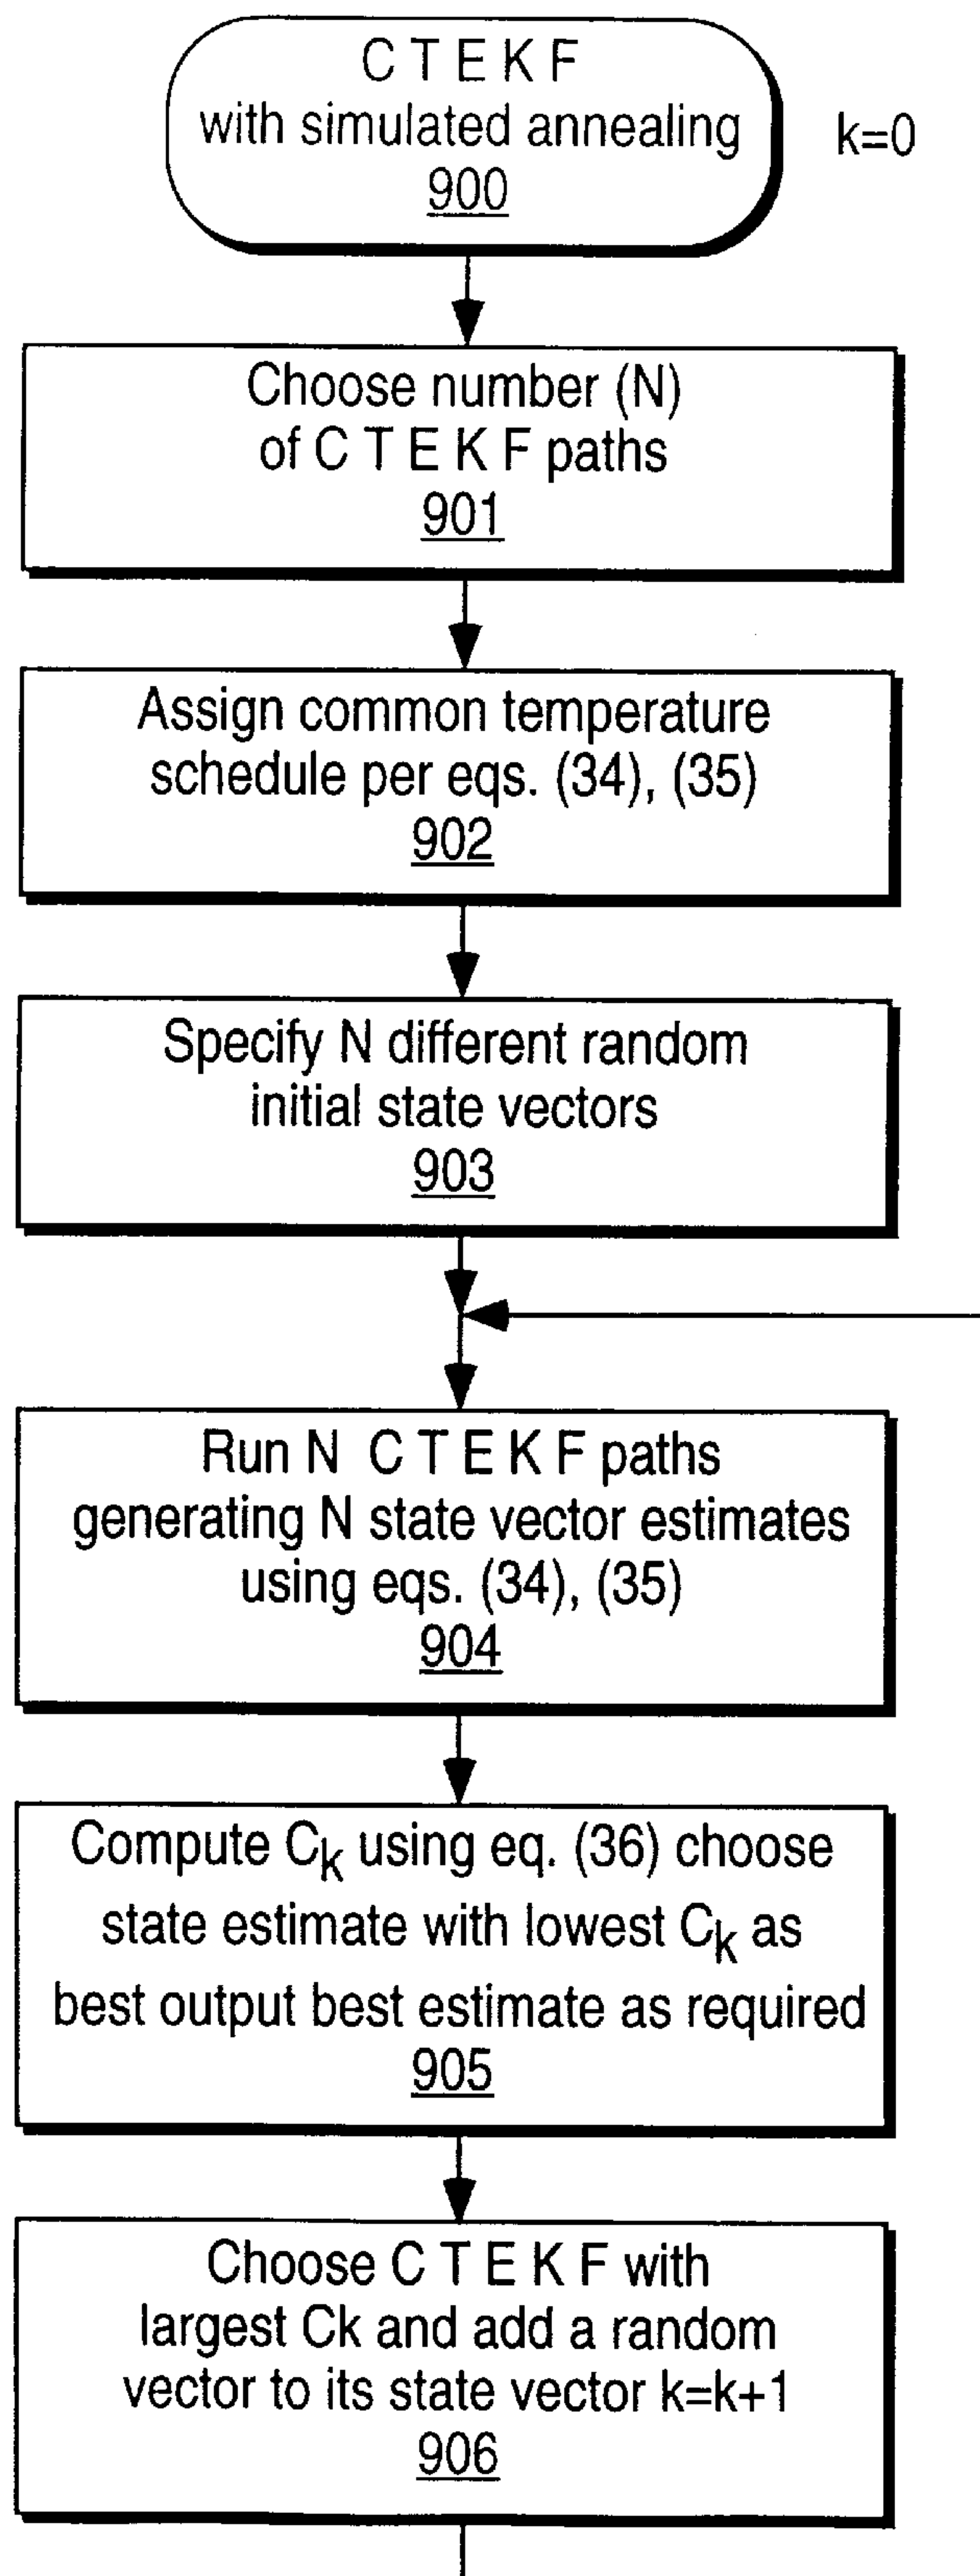 C T E K F
with simulated annealing
900
k=0
Choose number (N)
of C T E K F paths
901
Assign common temperature
schedule per eqs. (34), (35)
902
Specify N different random
initial state vectors
903
Run N C T E K F paths
generating N state vector estimates
using eqs. (34), (35)
904
Compute Ck using eq. (36) choose
state estimate with lowest Ck as
best output best estimate as required
905
Choose C T E K F with
largest Ck and add a random
vector to its state vector k=k+1
906